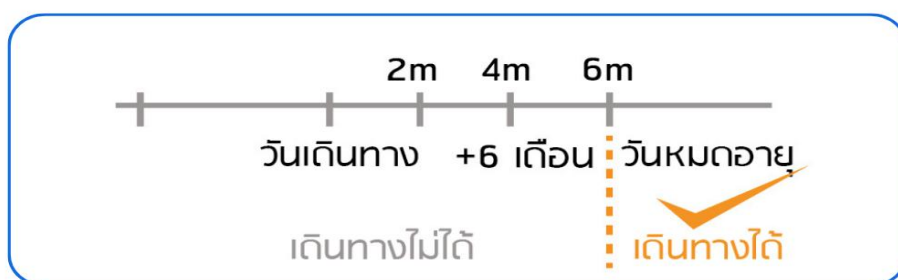 2m 4m 6m
วันเดินทาง +6 เดือน วันหมดอายุ
เดินทางไม่ได้ เดินทางได้